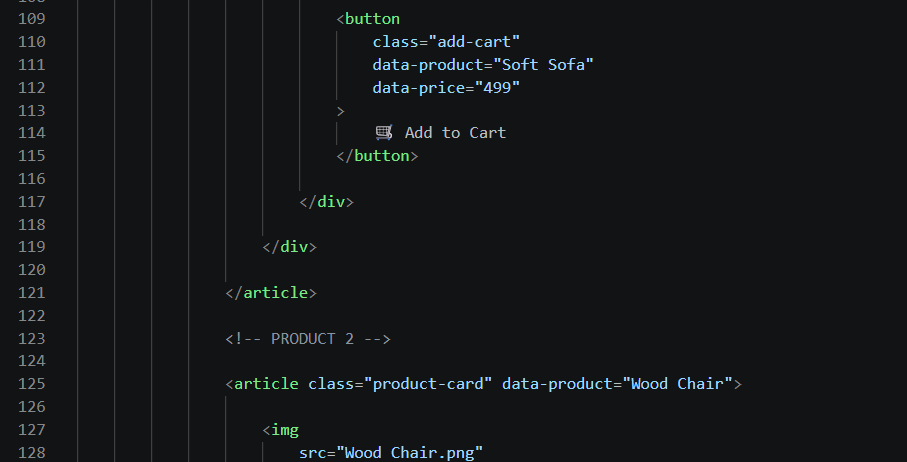 109 <button
110 class="add-cart"
111 data-product="Soft Sofa"
112 data-price="499"
113 >
114 🛒 Add to Cart
115 </button>
116
117 </div>
118
119 </div>
120
121 </article>
122
123 <!-- PRODUCT 2 -->
124
125 <article class="product-card" data-product="Wood Chair">
126
127 <img
128 src="Wood Chair.png"